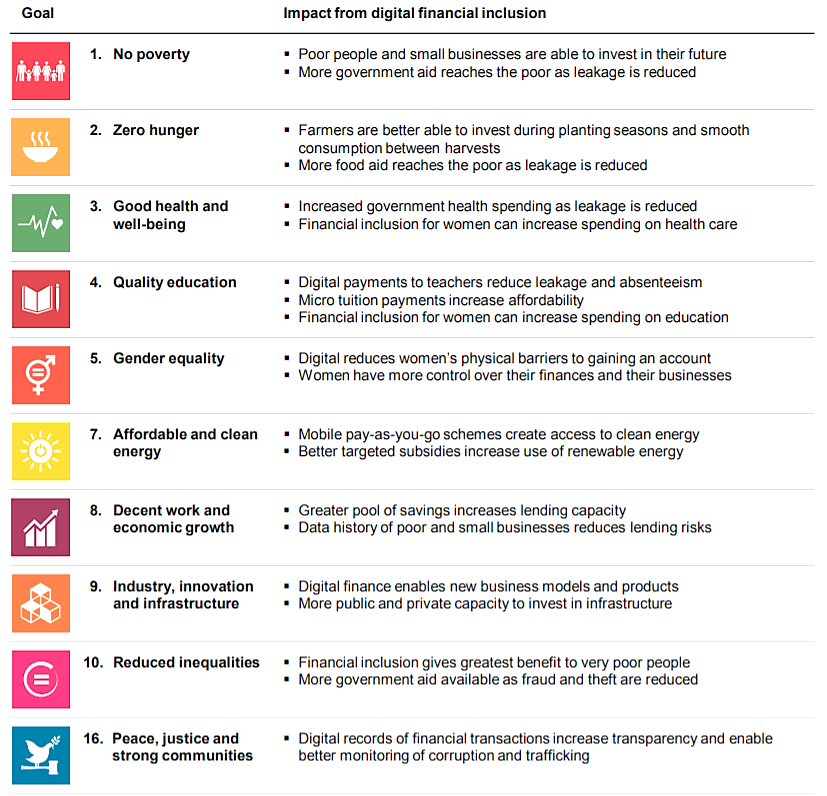 Goal Impact from digital financial inclusion
1. No poverty ▪ Poor people and small businesses are able to invest in their future
▪ More government aid reaches the poor as leakage is reduced
2. Zero hunger ▪ Farmers are better able to invest during planting seasons and smooth
consumption between harvests
▪ More food aid reaches the poor as leakage is reduced
3. Good health and ▪ Increased government health spending as leakage is reduced
well-being ▪ Financial inclusion for women can increase spending on health care
4. Quality education ▪ Digital payments to teachers reduce leakage and absenteeism
▪ Micro tuition payments increase affordability
▪ Financial inclusion for women can increase spending on education
5. Gender equality ▪ Digital reduces women’s physical barriers to gaining an account
▪ Women have more control over their finances and their businesses
7. Affordable and clean ▪ Mobile pay-as-you-go schemes create access to clean energy
energy ▪ Better targeted subsidies increase use of renewable energy
8. Decent work and ▪ Greater pool of savings increases lending capacity
economic growth ▪ Data history of poor and small businesses reduces lending risks
9. Industry, innovation ▪ Digital finance enables new business models and products
and infrastructure ▪ More public and private capacity to invest in infrastructure
10. Reduced inequalities ▪ Financial inclusion gives greatest benefit to very poor people
▪ More government aid available as fraud and theft are reduced
16. Peace, justice and ▪ Digital records of financial transactions increase transparency and enable
strong communities better monitoring of corruption and trafficking